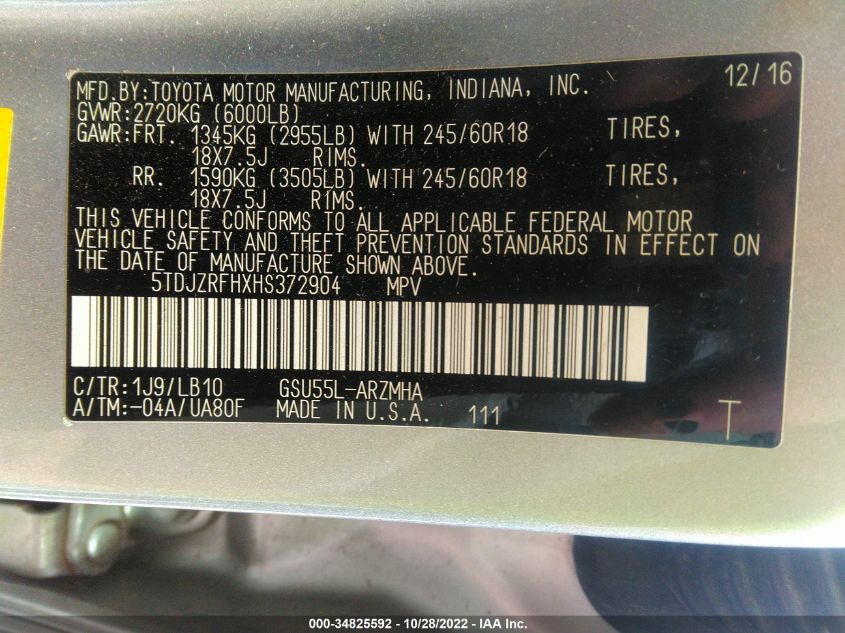 12/16
MFD.BY:TOYOTA MOTOR MANUFACTURING, INDIANA, INC.
GVWR:2720KG (6000LB)
GAWR:FRT. 1345KG (2955LB) WITH 245/60R18 TIRES,
18X7.5J RIMS.
RR. 1590KG (3505LB) WITH 245/60R18 TIRES,
18X7.5J RIMS.
THIS VEHICLE CONFORMS TO ALL APPLICABLE FEDERAL MOTOR
VEHICLE SAFETY AND THEFT PREVENTION STANDARDS IN EFFECT ON
THE DATE OF MANUFACTURE SHOWN ABOVE.
5TDJZRFHXHS372904 MPV
C/TR:1J9/LB10 GSU55L-ARZMHA
A/TM:-04A/UA80F MADE IN U.S.A. 111 T
000-34825592 - 10/28/2022 - IAA Inc.